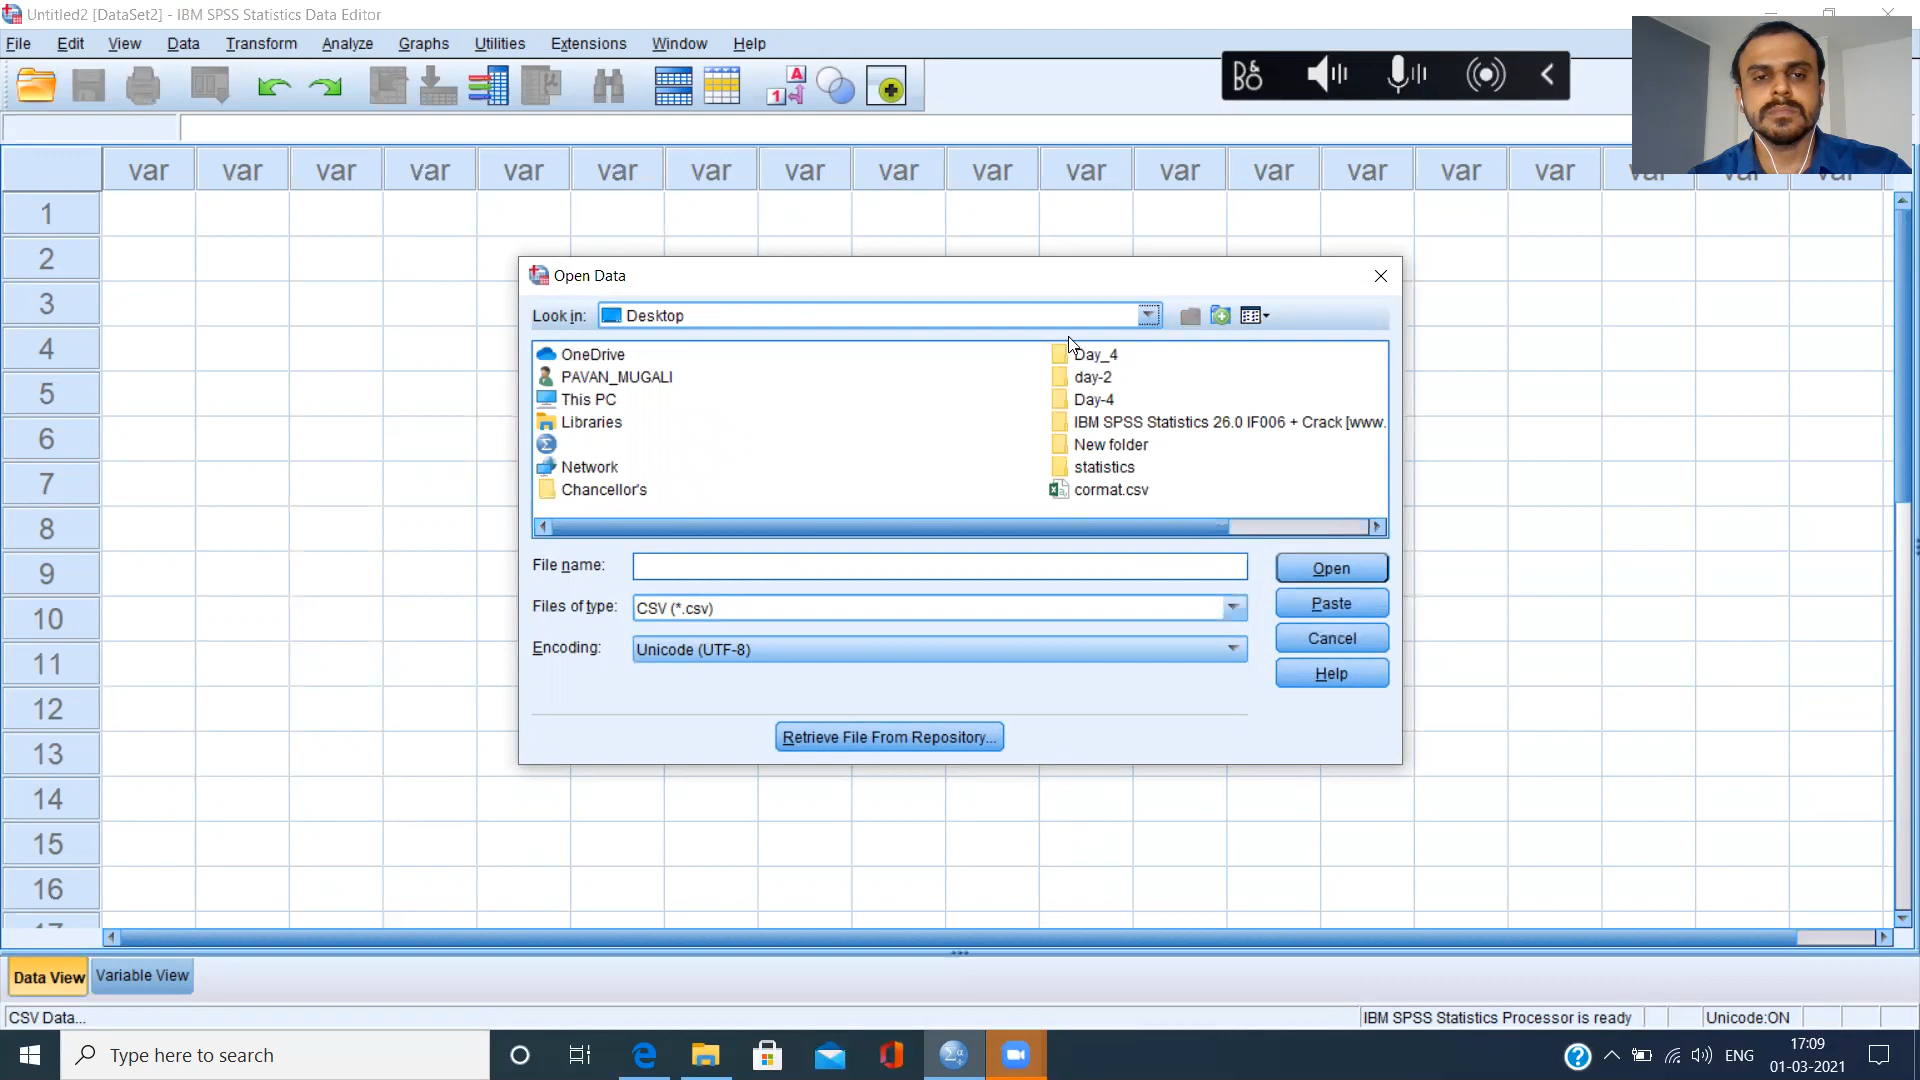 Untitled2 [DataSet2] - IBM SPSS Statistics Data Editor
File Edit View Data Transform Analyze Graphs Utilities Extensions Window Help
A
1
var var var var var var var var var var var var var var var var
1
2
Open Data
3
Look in: Desktop
4
OneDrive Day_4
PAVAN_MUGALI day-2
5
This PC Day-4
Libraries IBM SPSS Statistics 26.0 IF006 + Crack [www.
6
New folder
Network statistics
7
Chancellor's cormat.csv
8
File name: Open
9
Files of type: CSV (*.csv) Paste
10
Encoding: Unicode (UTF-8) Cancel
11
Help
12
Retrieve File From Repository...
13
14
15
16
Data View Variable View
CSV Data... IBM SPSS Statistics Processor is ready Unicode:ON
Type here to search ENG 17:09
01-03-2021